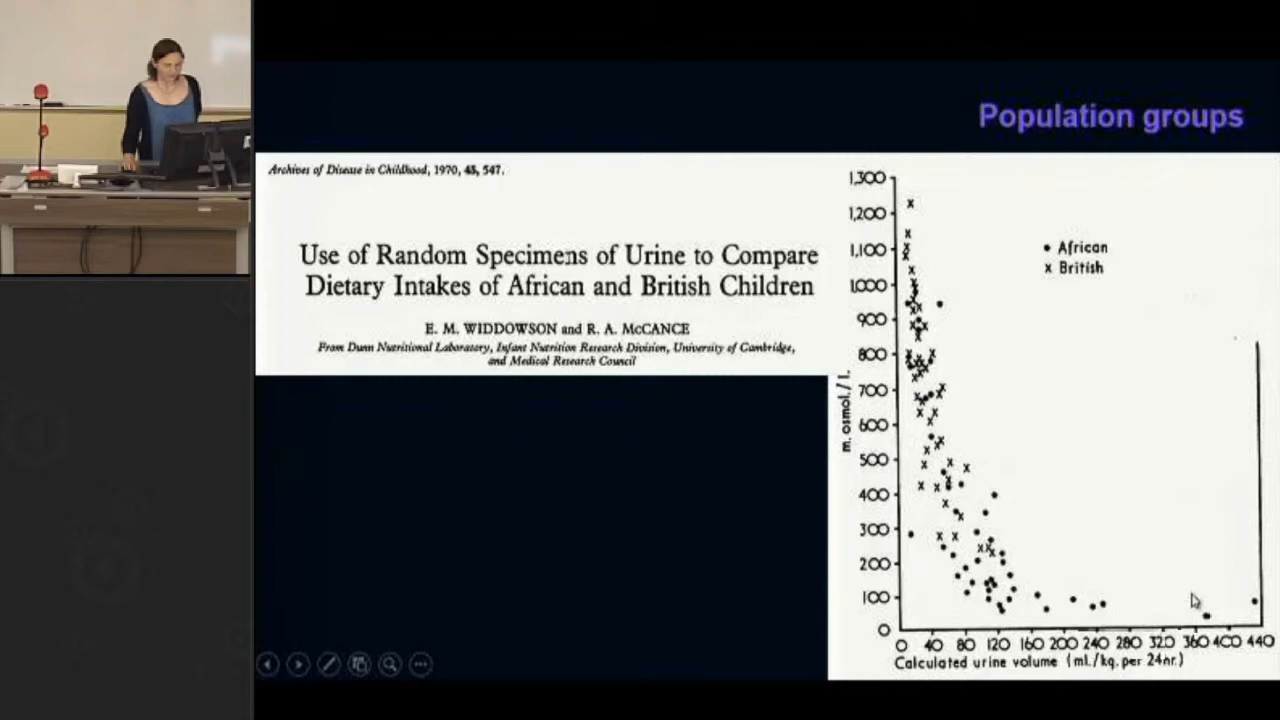 Population groups
Archives of Disease in Childhood, 1970, 45, 547.
Use of Random Specimens of Urine to Compare
Dietary Intakes of African and British Children
E. M. WIDDOWSON and R. A. McCANCE
From Dunn Nutritional Laboratory, Infant Nutrition Research Division, University of Cambridge,
and Medical Research Council
1,300
1,200
1,100
1,000
900
800
700
600
500
400
300
200
100
0
m. osmol./ l.
• African
x British
0 40 80 120 160 200 240 280 320 360 400 440
Calculated urine volume (ml./kg. per 24hr.)